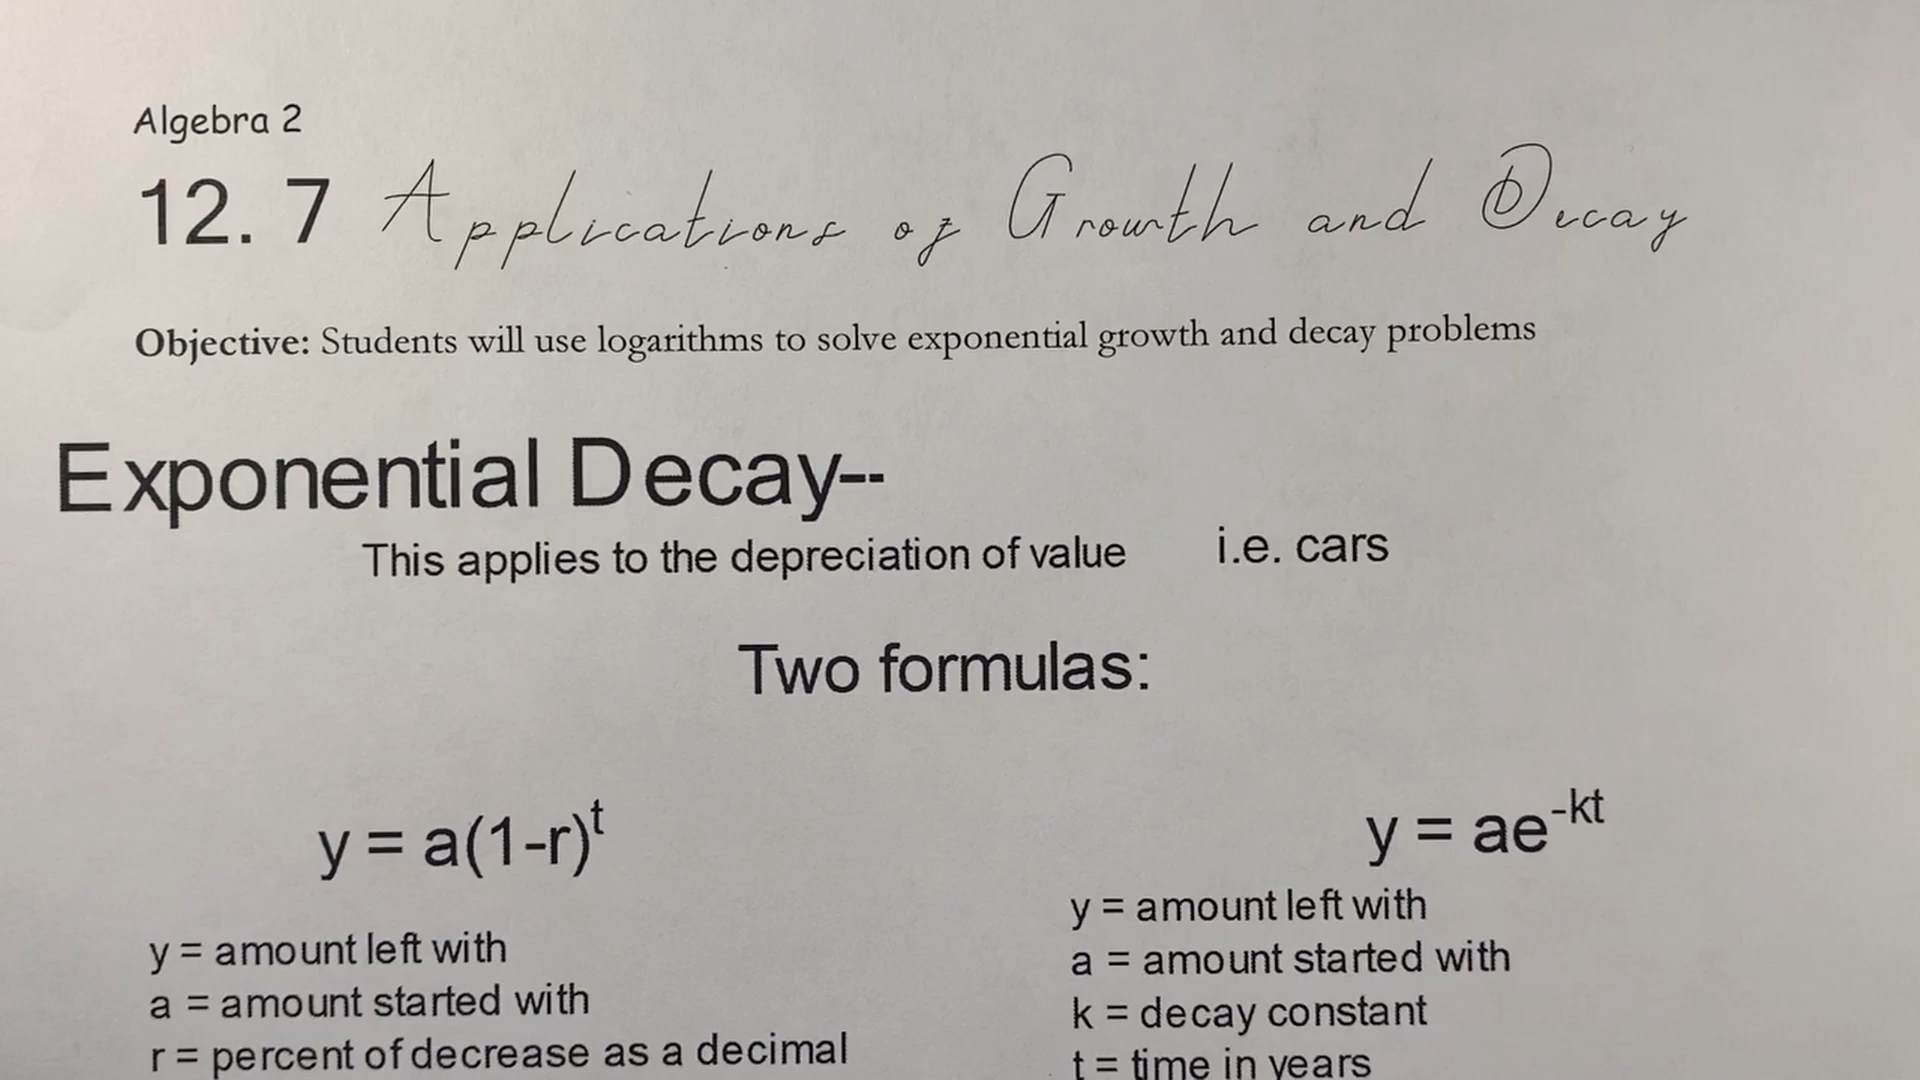 Algebra 2
12. 7 Applications of Growth and Decay
Objective: Students will use logarithms to solve exponential growth and decay problems
Exponential Decay--
This applies to the depreciation of value i.e. cars
Two formulas:
y = a(1-r)^t
y = amount left with
a = amount started with
r = percent of decrease as a decimal
y = ae^-kt
y = amount left with
a = amount started with
k = decay constant
t = time in years